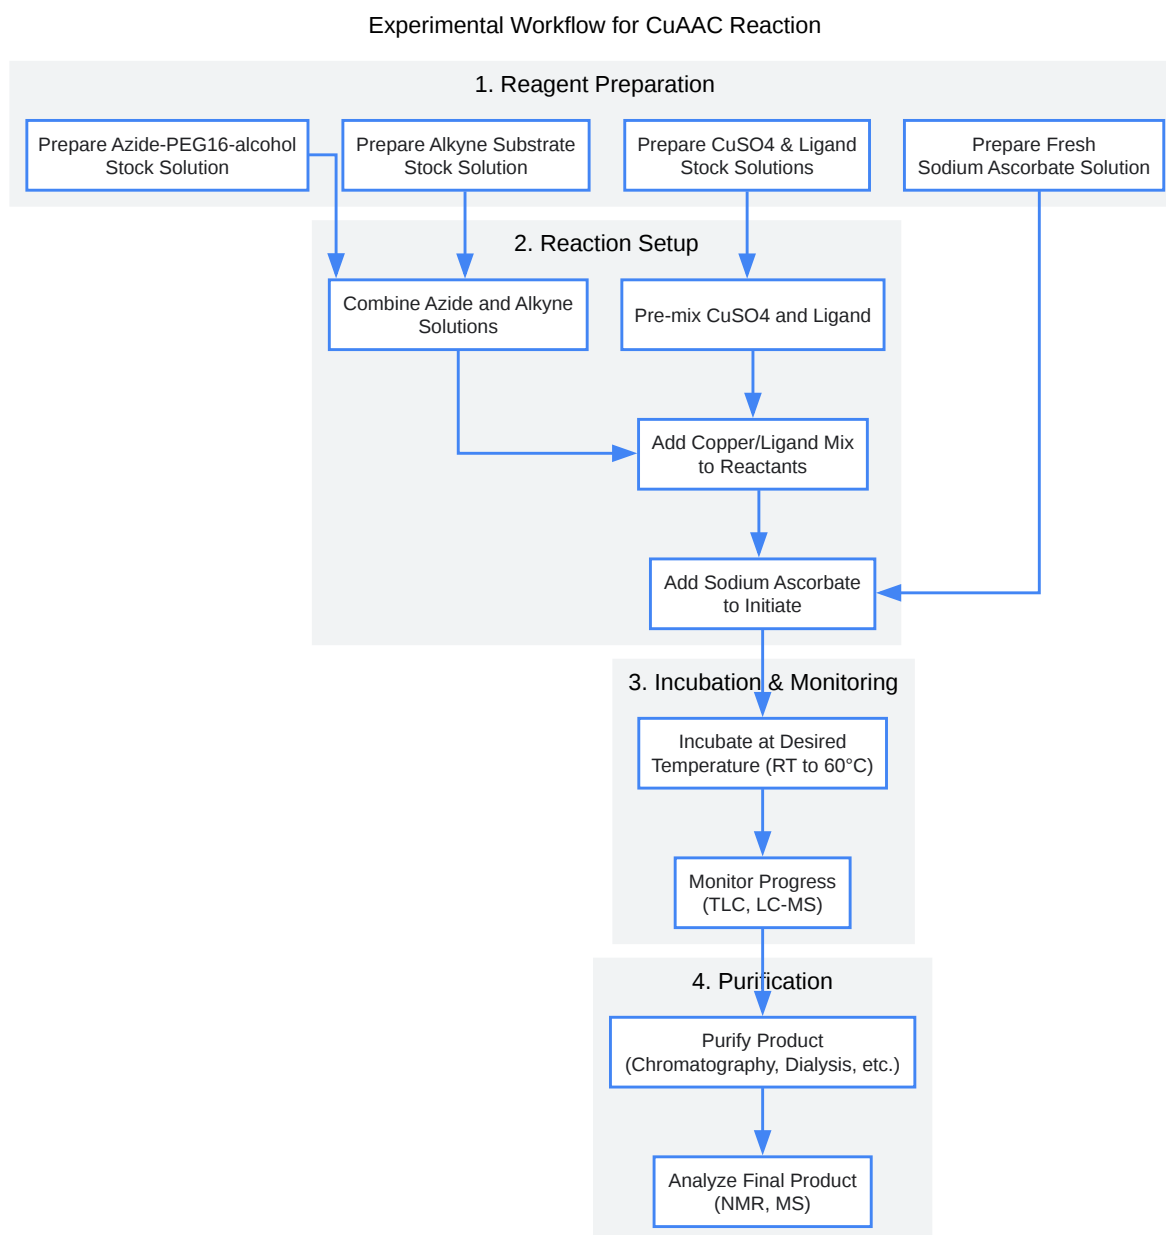 Experimental Workflow for CuAAC Reaction
1. Reagent Preparation
Prepare Azide-PEG16-alcohol
Stock Solution
Prepare Alkyne Substrate
Stock Solution
Prepare CuSO4 & Ligand
Stock Solutions
Prepare Fresh
Sodium Ascorbate Solution
2. Reaction Setup
Combine Azide and Alkyne
Solutions
Pre-mix CuSO4 and Ligand
Add Copper/Ligand Mix
to Reactants
Add Sodium Ascorbate
to Initiate
3. Incubation & Monitoring
Incubate at Desired
Temperature (RT to 60°C)
Monitor Progress
(TLC, LC-MS)
4. Purification
Purify Product
(Chromatography, Dialysis, etc.)
Analyze Final Product
(NMR, MS)